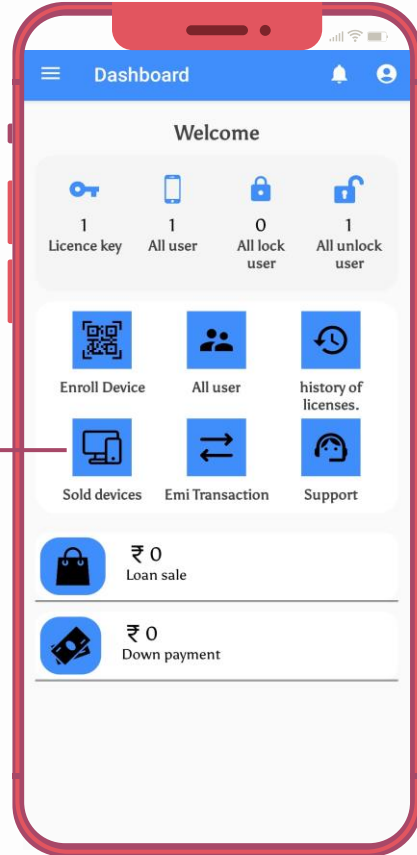 Dashboard
Welcome
1
Licence key
1
All user
0
All lock
user
1
All unlock
user
Enroll Device
All user
history of
licenses.
Sold devices
Emi Transaction
Support
₹ 0
Loan sale
₹ 0
Down payment